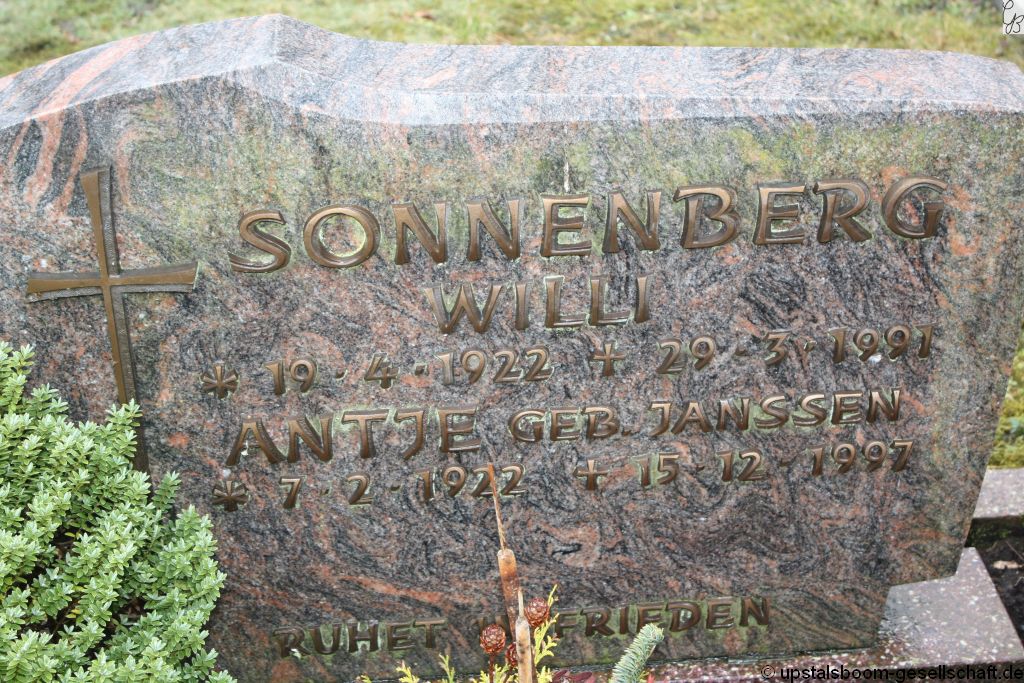 SONNENBERG
WILLI
* 19·4·1922 † 29·3·1991
ANTJE GEB. JANSSEN
* 7·2·1922 † 15·12·1997
RUHET FRIEDEN
© upstalsboom-gesellschaft.de